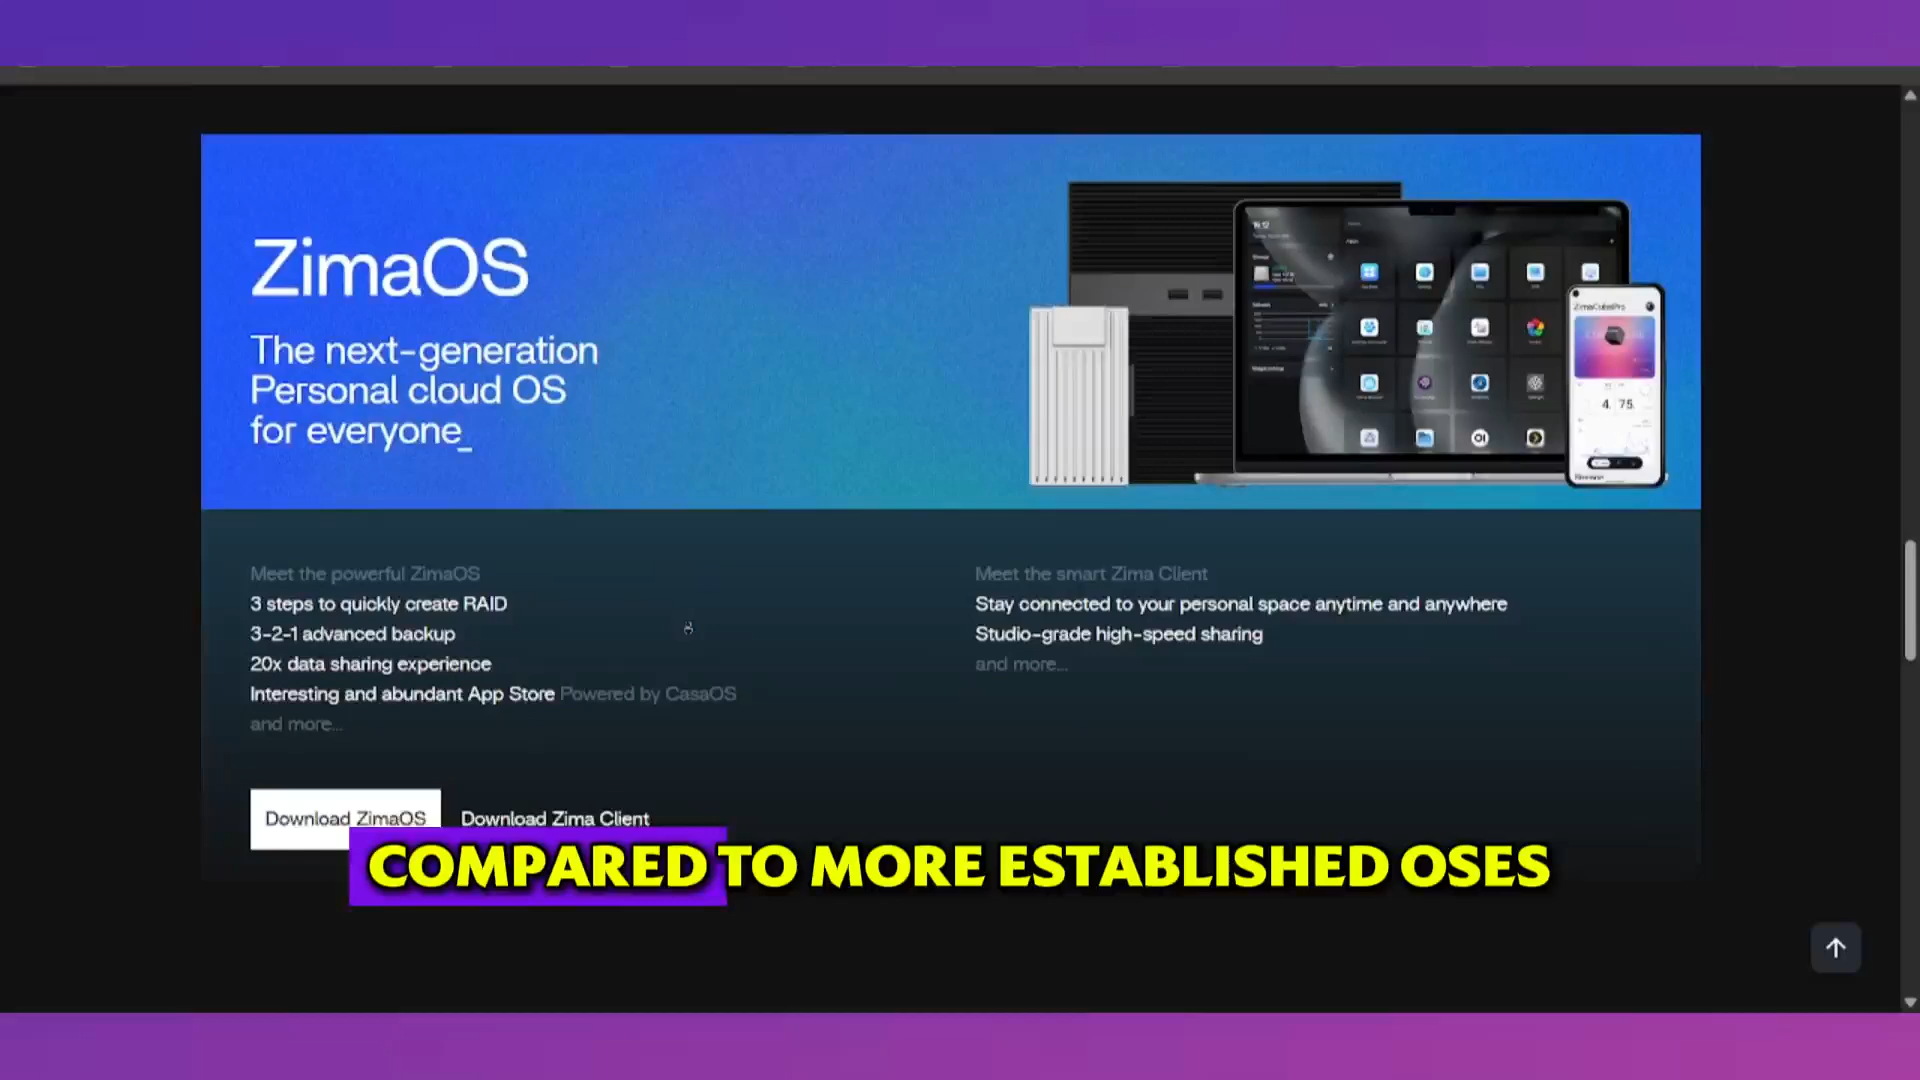 ZimaOS
The next-generation
Personal cloud OS
for everyone_
ZimaCubePro
4. 75.
Meet the powerful ZimaOS
3 steps to quickly create RAID
3-2-1 advanced backup
20x data sharing experience
Interesting and abundant App Store Powered by CasaOS
and more...
Meet the smart Zima Client
Stay connected to your personal space anytime and anywhere
Studio-grade high-speed sharing
and more...
Download ZimaOS
Download Zima Client
COMPARED TO MORE ESTABLISHED OSES